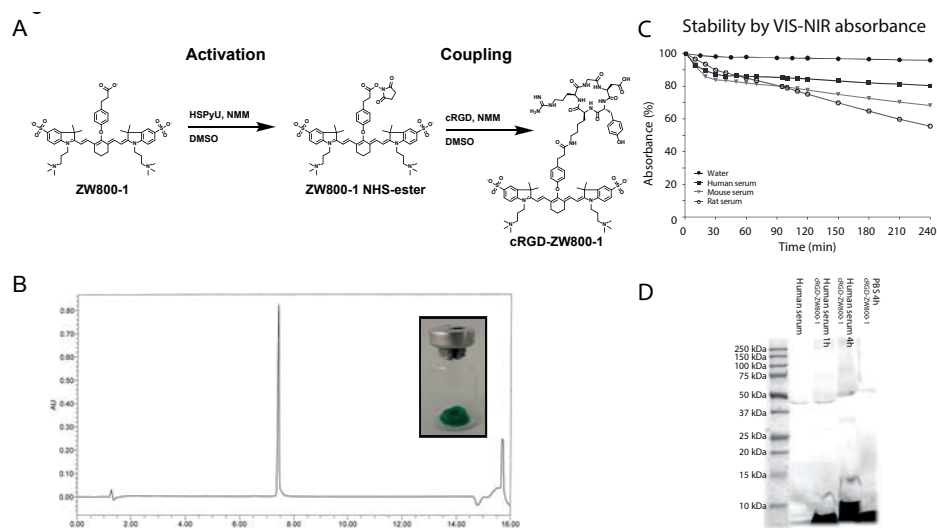 A
Activation
Coupling
HSPyU, NMM
DMSO
cRGD, NMM
DMSO
ZW800-1
ZW800-1 NHS-ester
cRGD-ZW800-1
B
AU
0.80
0.70
0.60
0.50
0.40
0.30
0.20
0.10
0.00
0.00
2.00
4.00
6.00
8.00
10.00
12.00
14.00
16.00
C
Stability by VIS-NIR absorbance
Absorbance (%)
100
80
60
40
20
0
Water
Human serum
Mouse serum
Rat serum
0 30 60 90 120 150 180 210 240
Time (min)
D
Human serum
Human serum 1h
cRGD-ZW800-1
Human serum 4h
cRGD-ZW800-1
PBS 4h
cRGD-ZW800-1
250 kDa
150 kDa
100 kDa
75 kDa
50 kDa
37 kDa
25 kDa
20 kDa
15 kDa
10 kDa